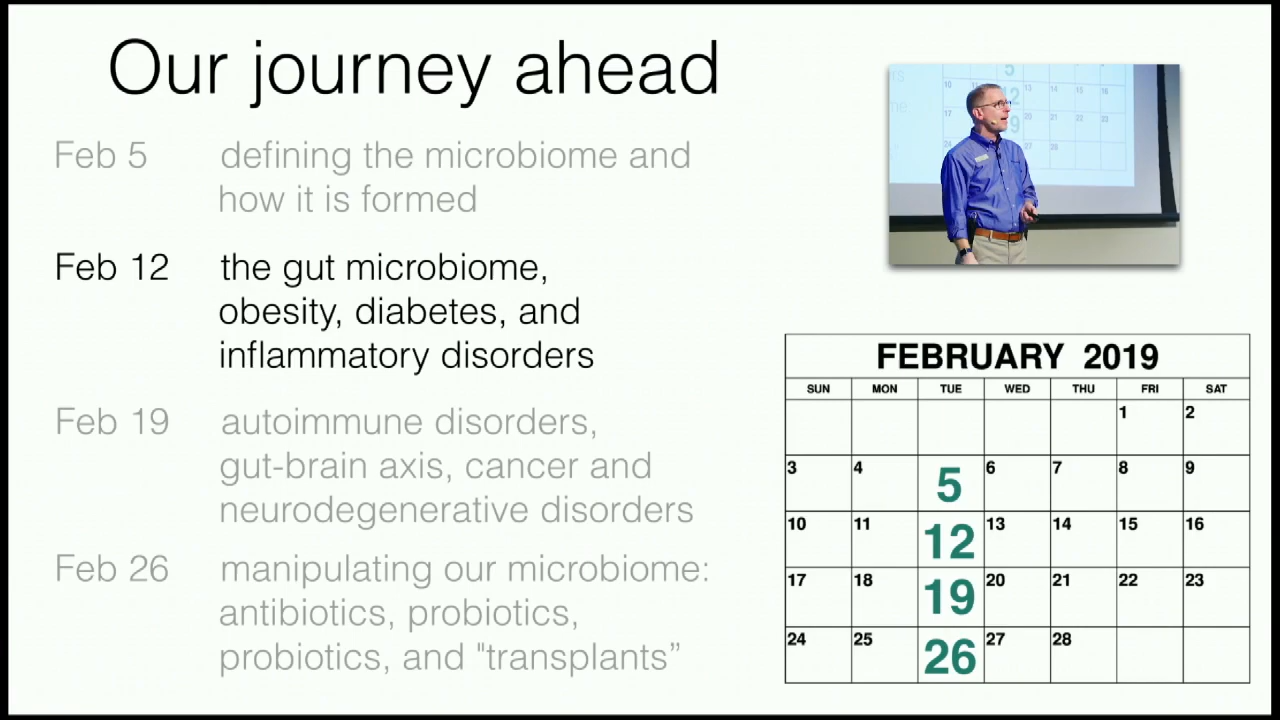 Our journey ahead
Feb 5 defining the microbiome and
how it is formed
Feb 12 the gut microbiome,
obesity, diabetes, and
inflammatory disorders
Feb 19 autoimmune disorders,
gut-brain axis, cancer and
neurodegenerative disorders
Feb 26 manipulating our microbiome:
antibiotics, probiotics,
probiotics, and "transplants”
FEBRUARY 2019
SUN MON TUE WED THU FRI SAT
1 2
3 4 5 6 7 8 9
10 11 12 13 14 15 16
17 18 19 20 21 22 23
24 25 26 27 28